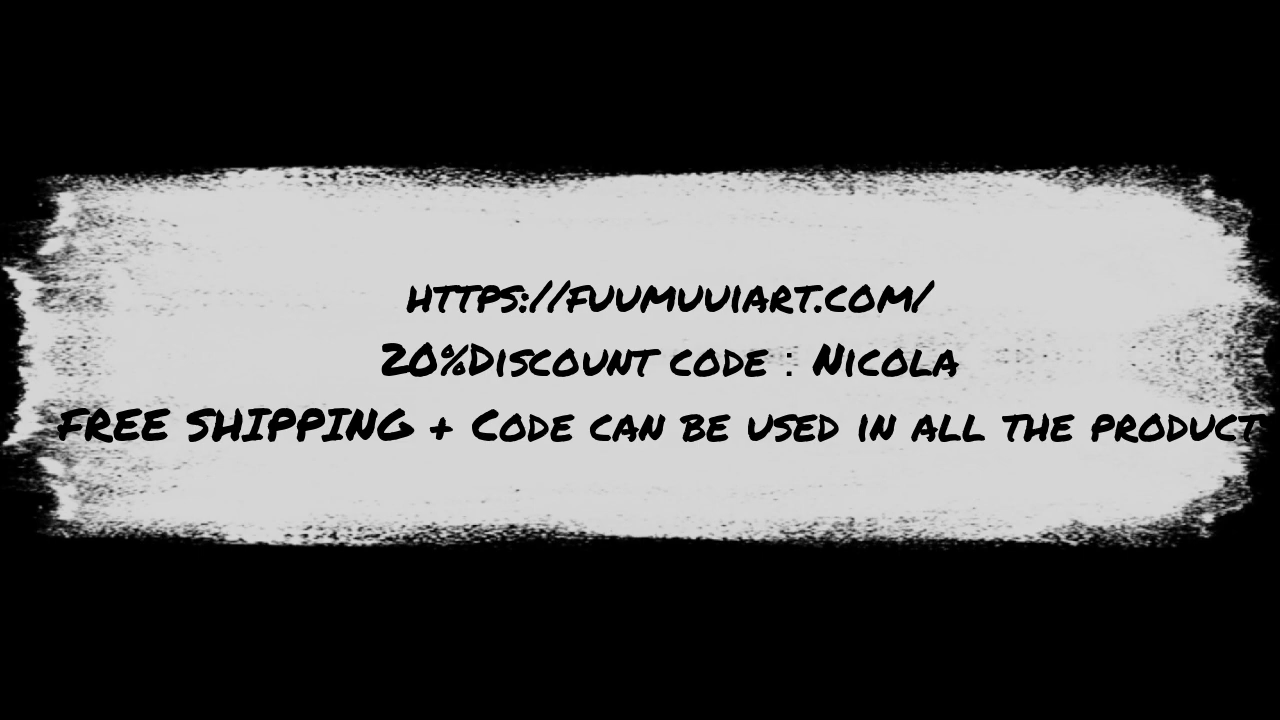 https://fuumuuiart.com/
20%Discount code : Nicola
FREE SHIPPING + Code can be used in all the product